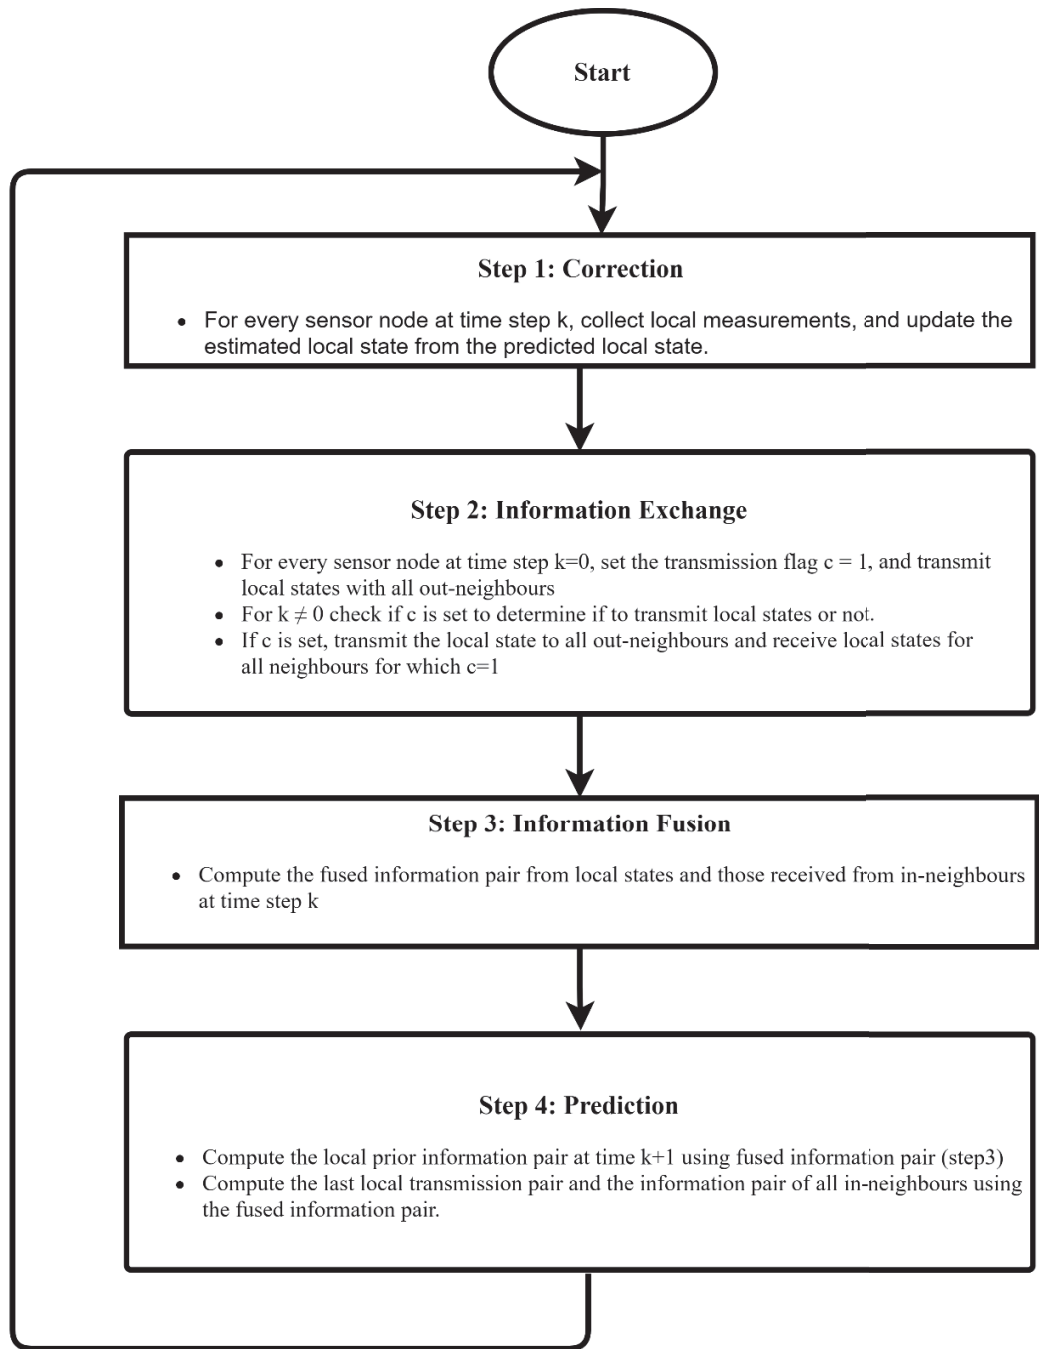 Start
Step 1: Correction
• For every sensor node at time step k, collect local measurements, and update the
estimated local state from the predicted local state.
Step 2: Information Exchange
• For every sensor node at time step k=0, set the transmission flag c = 1, and transmit
local states with all out-neighbours
• For k ≠ 0 check if c is set to determine if to transmit local states or not.
• If c is set, transmit the local state to all out-neighbours and receive local states for
all neighbours for which c=1
Step 3: Information Fusion
• Compute the fused information pair from local states and those received from in-neighbours
at time step k
Step 4: Prediction
• Compute the local prior information pair at time k+1 using fused information pair (step3)
• Compute the last local transmission pair and the information pair of all in-neighbours using
the fused information pair.